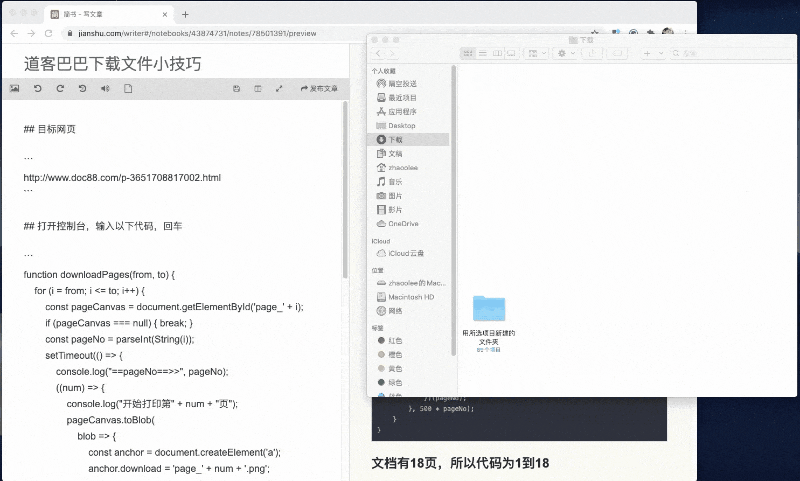 简书 - 写文章
jianshu.com/writer#/notebooks/43874731/notes/78501391/preview
道客巴巴下载文件小技巧
发布文章
## 目标网页
```
http://www.doc88.com/p-3651708817002.html
```
## 打开控制台，输入以下代码，回车
```
function downloadPages(from, to) {
for (i = from; i <= to; i++) {
const pageCanvas = document.getElementById('page_' + i);
if (pageCanvas === null) { break; }
const pageNo = parseInt(String(i));
setTimeout(() => {
console.log("==pageNo==>>", pageNo);
((num) => {
console.log("开始打印第" + num + "页");
pageCanvas.toBlob(
blob => {
const anchor = document.createElement('a');
anchor.download = 'page_' + num + '.png';
下载
搜索
个人收藏
隔空投送
最近项目
应用程序
Desktop
下载
文稿
zhaoolee
音乐
图片
影片
OneDrive
iCloud
iCloud 云盘
位置
zhaoolee的Mac...
Macintosh HD
网络
标签
红色
橙色
黄色
绿色
用所选项目新建的
文件夹
})(pageNo);
}, 500 * pageNo);
}
}
文档有18页，所以代码为1到18